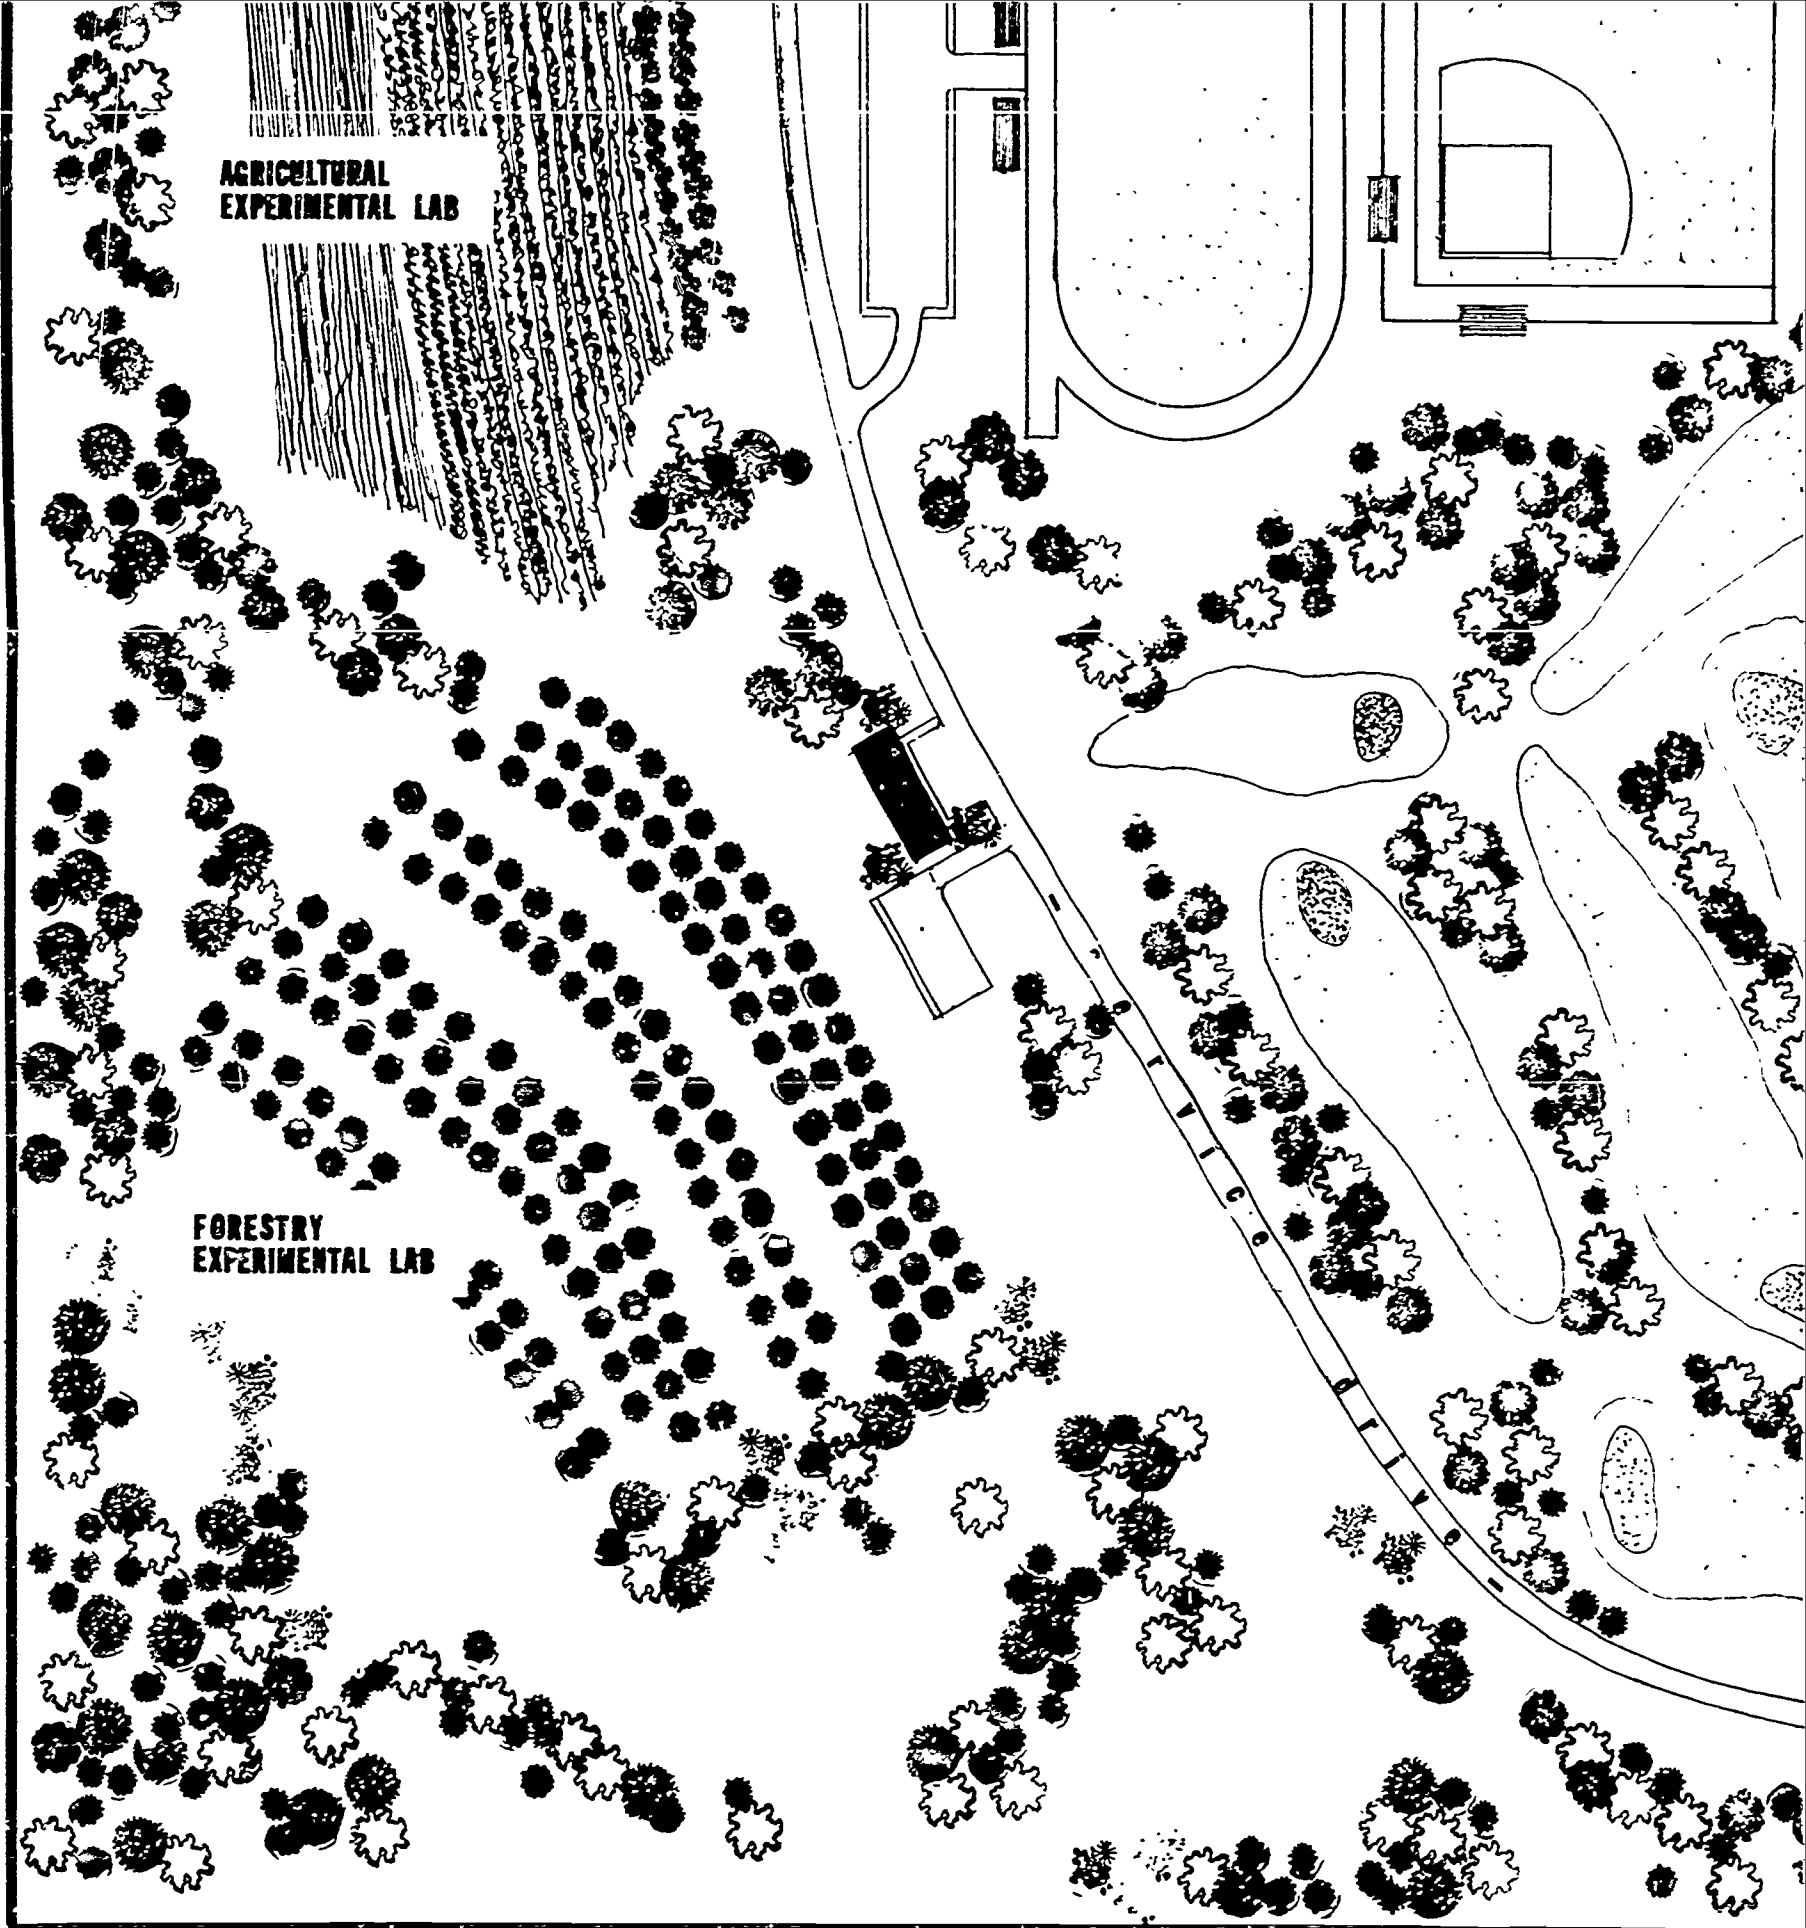 AGRICULTURAL
EXPERIMENTAL LAB
- service drive -
FORESTRY
EXPERIMENTAL LAB